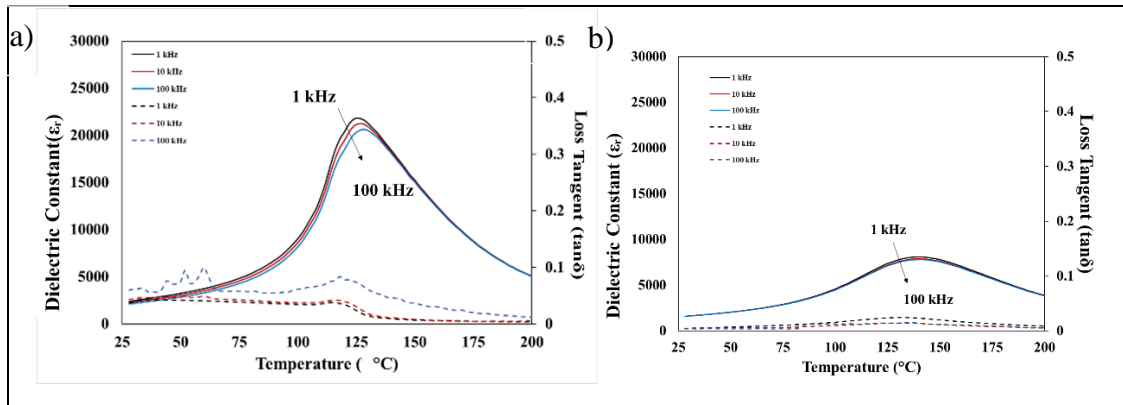 a)
30000
25000
20000
15000
10000
5000
0
Dielectric Constant(εr)
1 kHz
10 kHz
100 kHz
1 kHz
10 kHz
100 kHz
1 kHz
100 kHz
0.5
0.4
0.3
0.2
0.1
0
Loss Tangent (tanδ)
25 50 75 100 125 150 175 200
Temperature ( °C)
b)
30000
25000
20000
15000
10000
5000
0
Dielectric Constant (εr)
1 kHz
10 kHz
100 kHz
1 kHz
10 kHz
100 kHz
1 kHz
100 kHz
0.5
0.4
0.3
0.2
0.1
0
Loss Tangent (tanδ)
25 50 75 100 125 150 175 200
Temperature (°C)